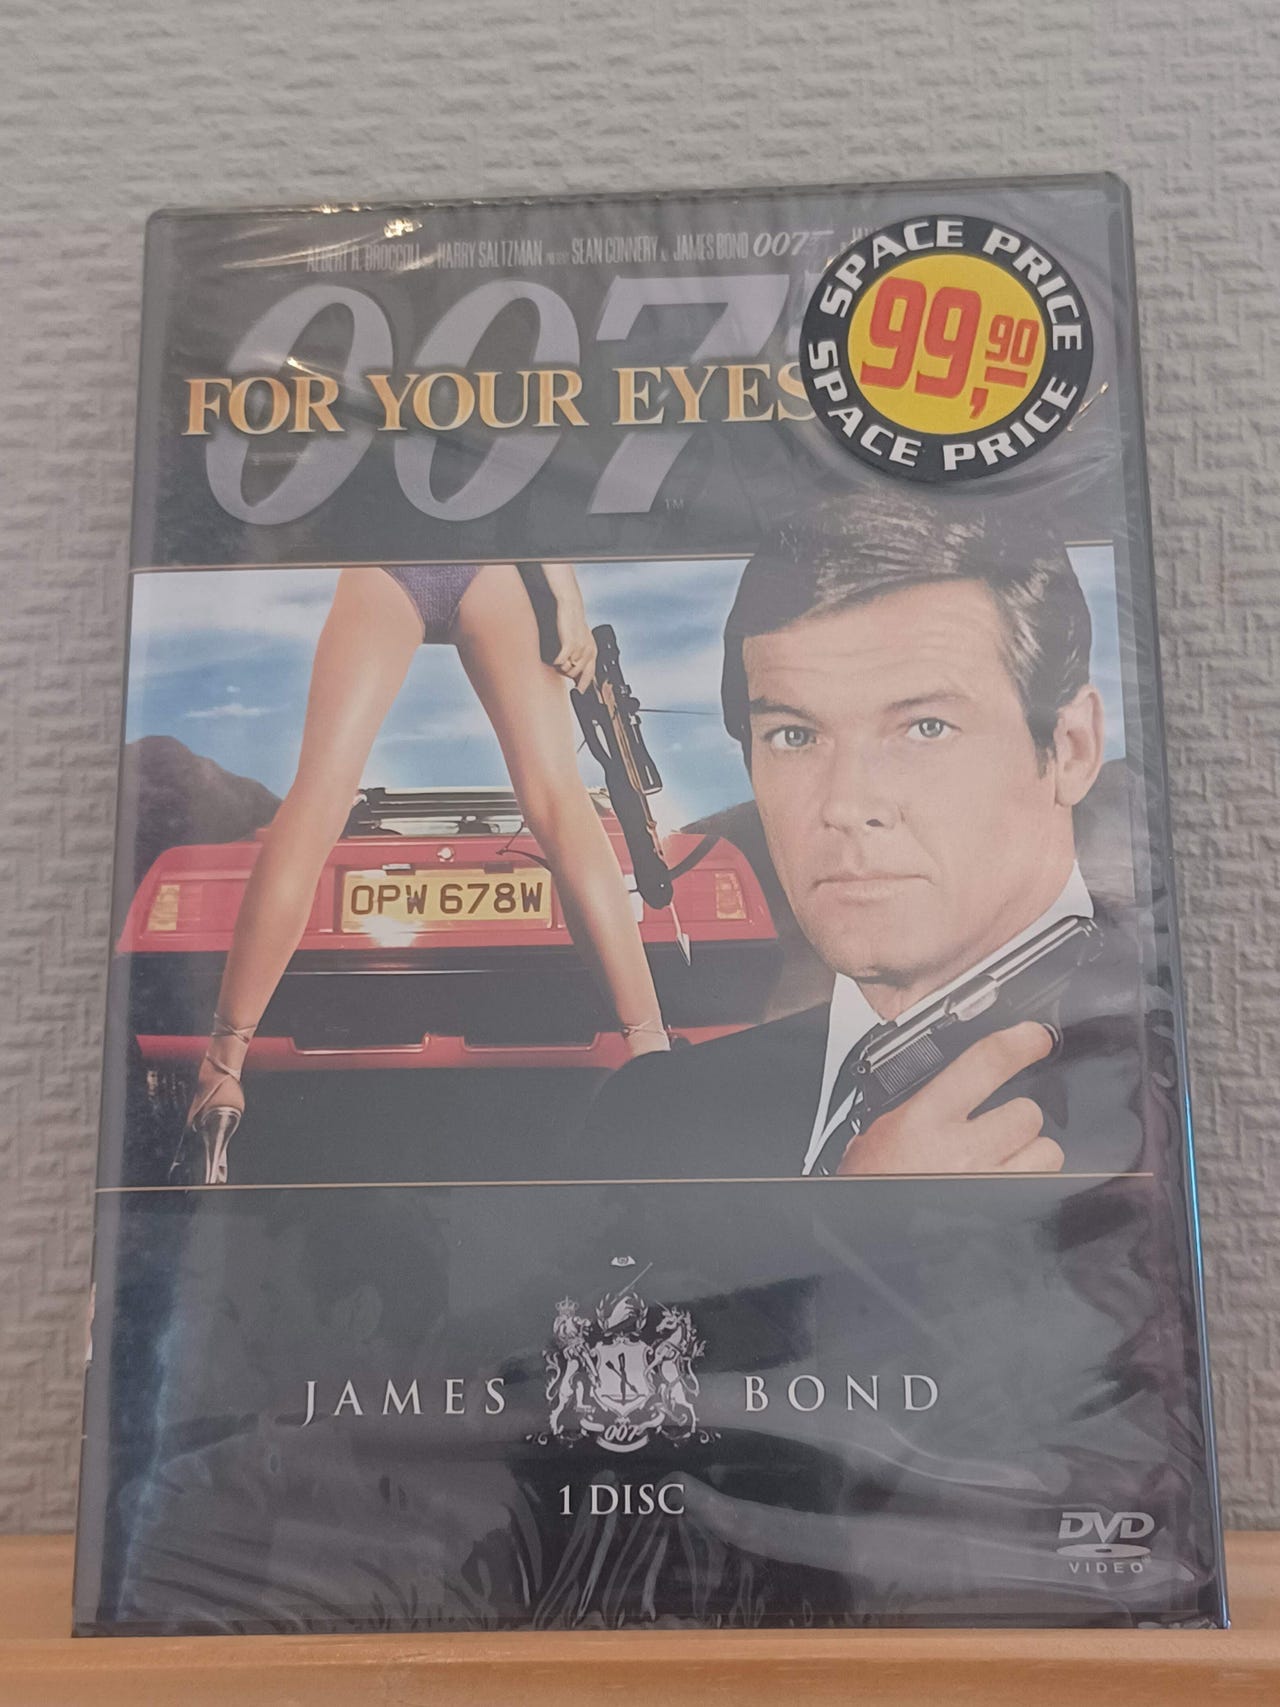 ALBERT R. BROCCOLI HARRY SALTZMAN SEAN CONNERY JAMES BOND 007
007
TM
FOR YOUR EYES
SPACE PRICE
99,90
SPACE PRICE
OPW 678W
JAMES BOND
007
1 DISC
DVD
VIDEO